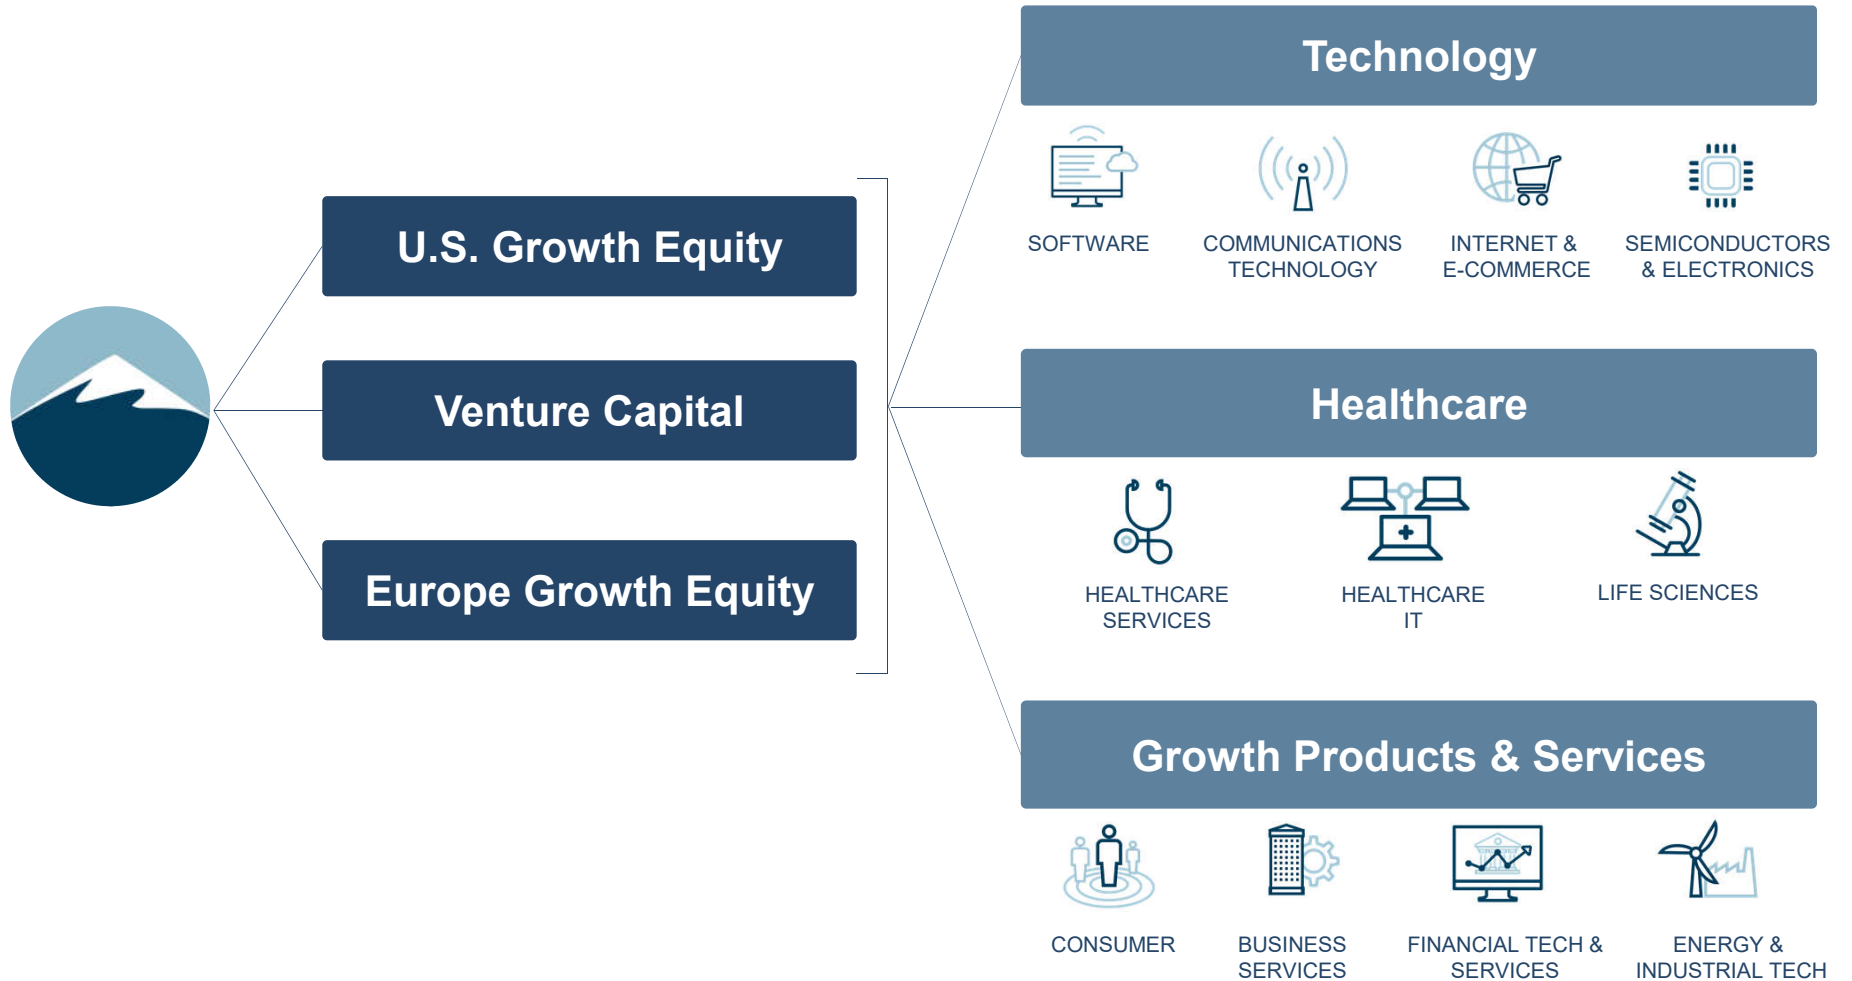 U.S. Growth Equity
Venture Capital
Europe Growth Equity
Technology
SOFTWARE
COMMUNICATIONS
TECHNOLOGY
INTERNET &
E-COMMERCE
SEMICONDUCTORS
& ELECTRONICS
Healthcare
HEALTHCARE
SERVICES
HEALTHCARE
IT
LIFE SCIENCES
Growth Products & Services
CONSUMER
BUSINESS
SERVICES
FINANCIAL TECH &
SERVICES
ENERGY &
INDUSTRIAL TECH